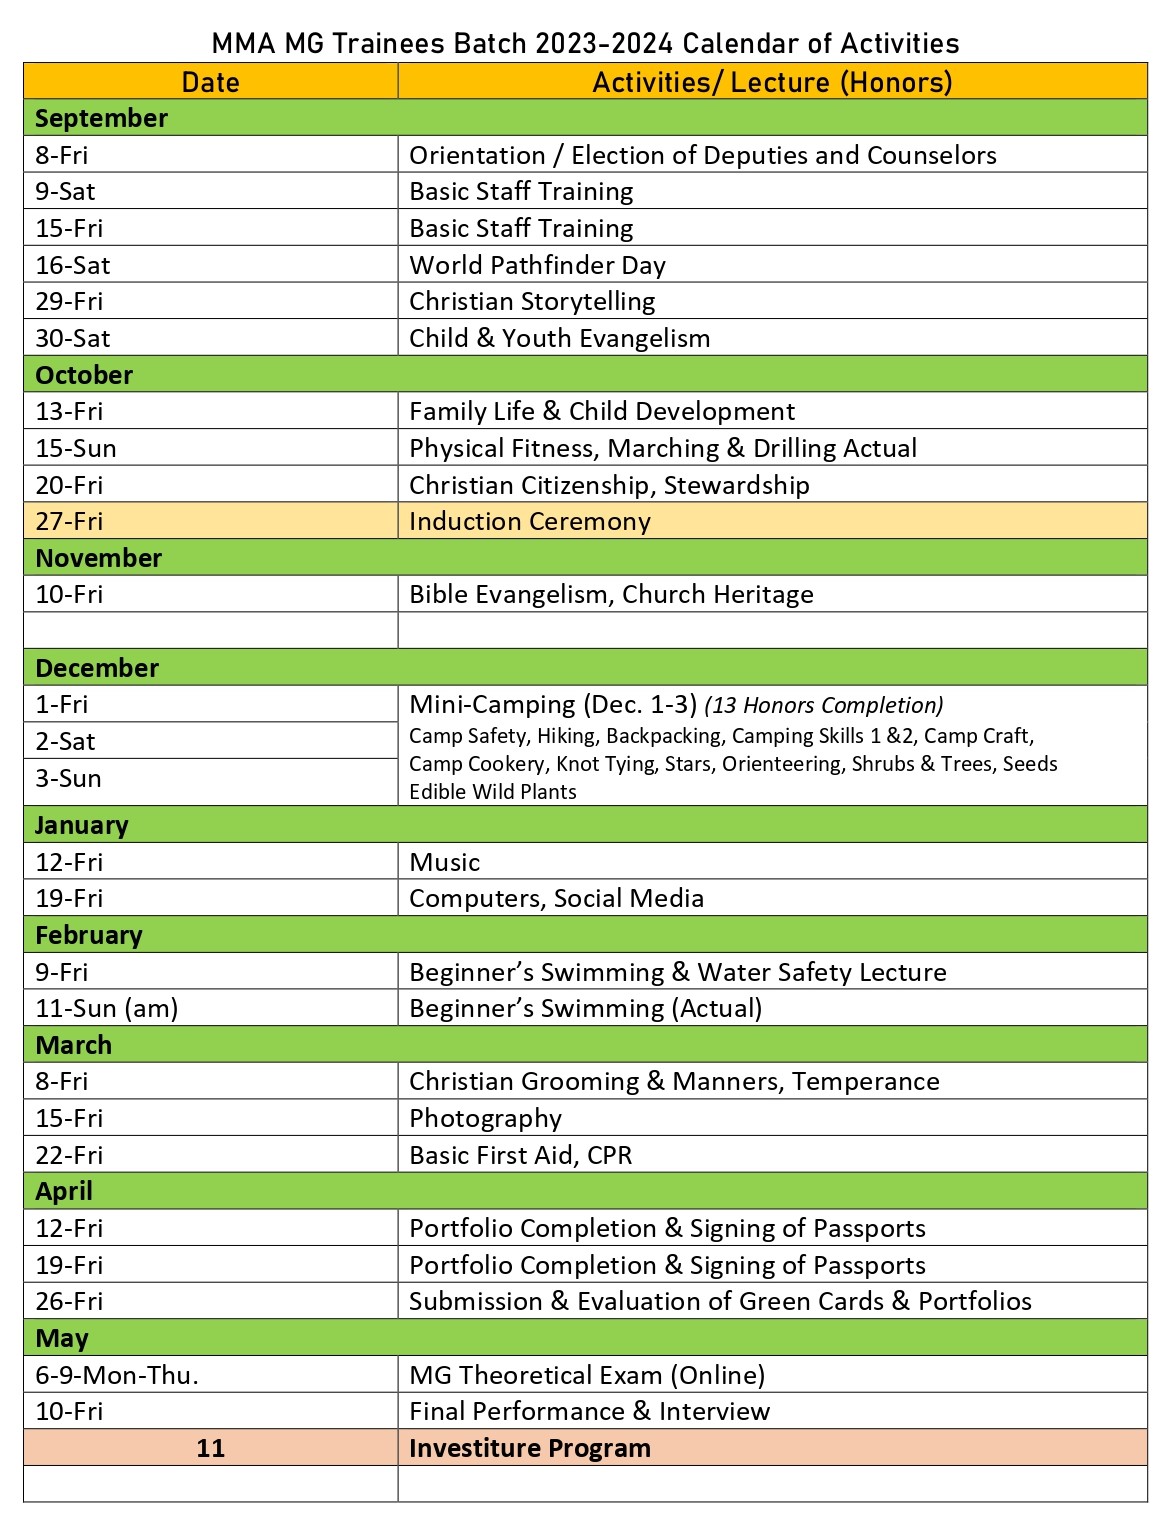 MMA MG Trainees Batch 2023-2024 Calendar of Activities
Date Activities/ Lecture (Honors)
September
8-Fri Orientation / Election of Deputies and Counselors
9-Sat Basic Staff Training
15-Fri Basic Staff Training
16-Sat World Pathfinder Day
29-Fri Christian Storytelling
30-Sat Child & Youth Evangelism
October
13-Fri Family Life & Child Development
15-Sun Physical Fitness, Marching & Drilling Actual
20-Fri Christian Citizenship, Stewardship
27-Fri Induction Ceremony
November
10-Fri Bible Evangelism, Church Heritage
December
1-Fri Mini-Camping (Dec. 1-3) (13 Honors Completion)
2-Sat Camp Safety, Hiking, Backpacking, Camping Skills 1 &2, Camp Craft,
3-Sun Camp Cookery, Knot Tying, Stars, Orienteering, Shrubs & Trees, Seeds
Edible Wild Plants
January
12-Fri Music
19-Fri Computers, Social Media
February
9-Fri Beginner’s Swimming & Water Safety Lecture
11-Sun (am) Beginner’s Swimming (Actual)
March
8-Fri Christian Grooming & Manners, Temperance
15-Fri Photography
22-Fri Basic First Aid, CPR
April
12-Fri Portfolio Completion & Signing of Passports
19-Fri Portfolio Completion & Signing of Passports
26-Fri Submission & Evaluation of Green Cards & Portfolios
May
6-9-Mon-Thu. MG Theoretical Exam (Online)
10-Fri Final Performance & Interview
11 Investiture Program